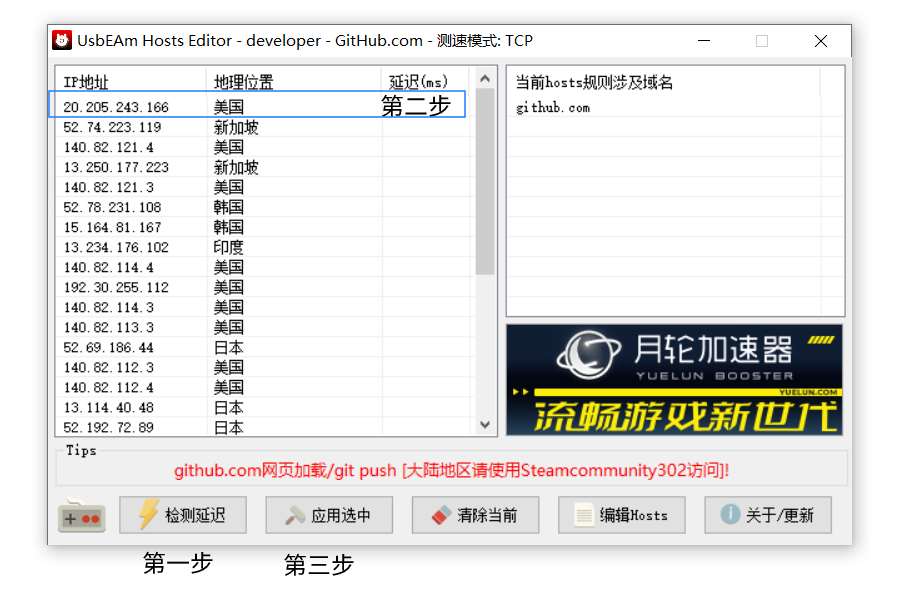 UsbEAm Hosts Editor - developer - GitHub.com - 测速模式: TCP
IP地址 地理位置 延迟(ms)
20.205.243.166 美国 第二步
52.74.223.119 新加坡
140.82.121.4 美国
13.250.177.223 新加坡
140.82.121.3 美国
52.78.231.108 韩国
15.164.81.167 韩国
13.234.176.102 印度
140.82.114.4 美国
192.30.255.112 美国
140.82.114.3 美国
140.82.113.3 美国
52.69.186.44 日本
140.82.112.3 美国
140.82.112.4 美国
13.114.40.48 日本
52.192.72.89 日本
当前hosts规则涉及域名
github.com
月轮加速器
YUELUN BOOSTER
YUELUN.COM
流畅游戏新世代
Tips
github.com网页加载/git push [大陆地区请使用Steamcommunity302访问]!
检测延迟 应用选中 清除当前 编辑Hosts 关于/更新
第一步 第三步